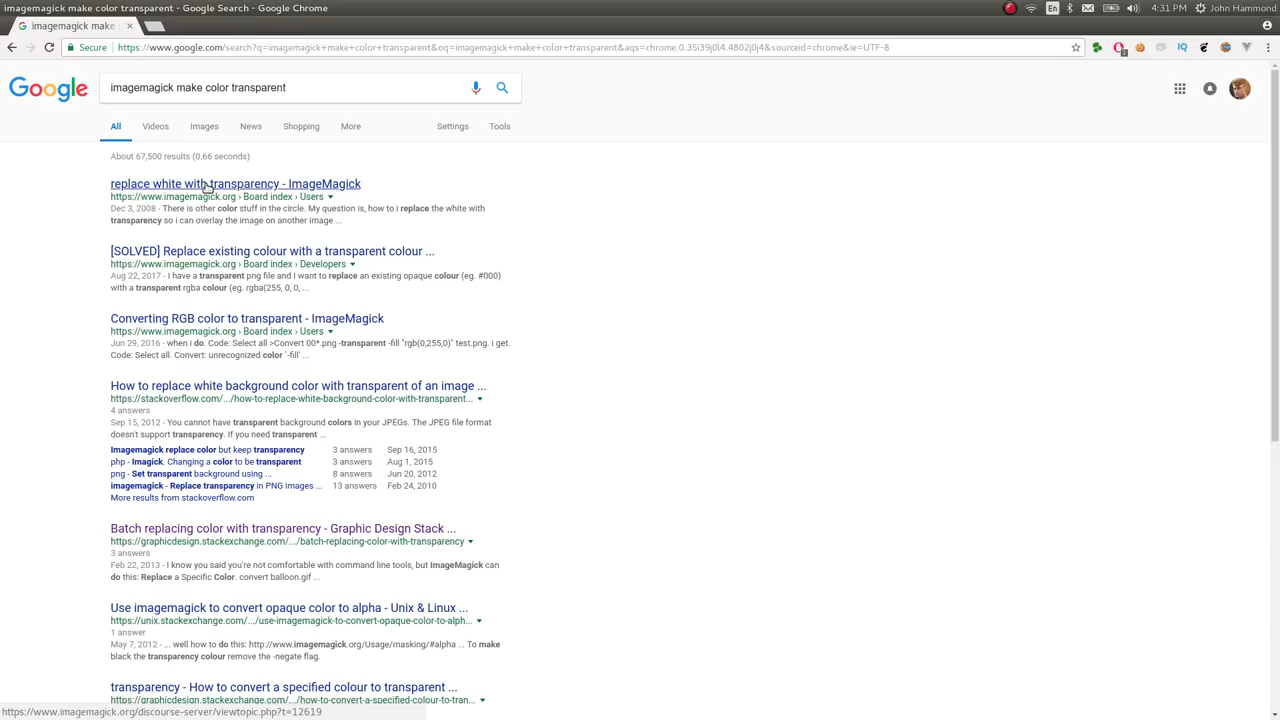 imagemagick make color transparent - Google Search - Google Chrome
En
4:31 PM
John Hammond
imagemagick make
Secure
https://www.google.com/search?q=imagemagick+make+color+transparent&oq=imagemagick+make+color+transparent&aqs=chrome.0.35i39j0l4.4802j0j4&sourceid=chrome&ie=UTF-8
Google
imagemagick make color transparent
All
Videos
Images
News
Shopping
More
Settings
Tools
About 67,500 results (0.66 seconds)
replace white with transparency - ImageMagick
https://www.imagemagick.org › Board index › Users
Dec 3, 2008 - There is other color stuff in the circle. My question is, how to i replace the white with
transparency so i can overlay the image on another image ...
[SOLVED] Replace existing colour with a transparent colour ...
https://www.imagemagick.org › Board index › Developers
Aug 22, 2017 - I have a transparent png file and I want to replace an existing opaque colour (eg. #000)
with a transparent rgba colour (eg. rgba(255, 0, 0, ...
Converting RGB color to transparent - ImageMagick
https://www.imagemagick.org › Board index › Users
Jun 29, 2016 - when i do. Code: Select all >Convert 00*.png -transparent -fill "rgb(0,255,0)" test.png. i get.
Code: Select all. Convert: unrecognized color `-fill' ...
How to replace white background color with transparent of an image ...
https://stackoverflow.com/.../how-to-replace-white-background-color-with-transparent...
4 answers
Sep 15, 2012 - You cannot have transparent background colors in your JPEGs. The JPEG file format
doesn't support transparency. If you need transparent ...
Imagemagick replace color but keep transparency 3 answers Sep 16, 2015
php - Imagick. Changing a color to be transparent 3 answers Aug 1, 2015
png - Set transparent background using ... 8 answers Jun 20, 2012
imagemagick - Replace transparency in PNG images ... 13 answers Feb 24, 2010
More results from stackoverflow.com
Batch replacing color with transparency - Graphic Design Stack ...
https://graphicdesign.stackexchange.com/.../batch-replacing-color-with-transparency
3 answers
Feb 22, 2013 - I know you said you're not comfortable with command line tools, but ImageMagick can
do this: Replace a Specific Color. convert balloon.gif ...
Use imagemagick to convert opaque color to alpha - Unix & Linux ...
https://unix.stackexchange.com/.../use-imagemagick-to-convert-opaque-color-to-alph...
1 answer
May 7, 2012 - ... well how to do this: http://www.imagemagick.org/Usage/masking/#alpha ... To make
black the transparency colour remove the -negate flag.
transparency - How to convert a specified colour to transparent ...
https://graphicdesign.stackexchange.com/.../how-to-convert-a-specified-colour-to-tran...
https://www.imagemagick.org/discourse-server/viewtopic.php?t=12619